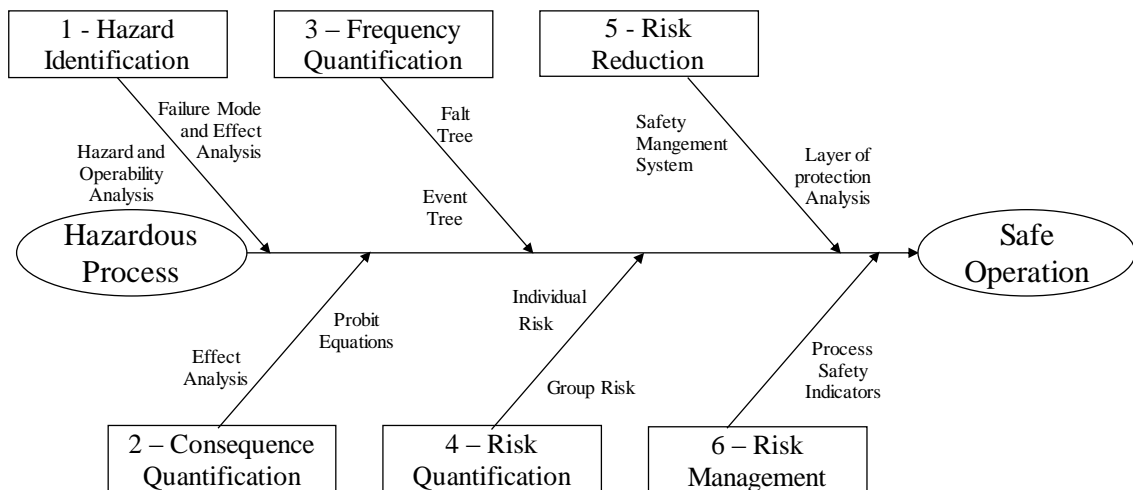 1 - Hazard
Identification
3 – Frequency
Quantification
5 - Risk
Reduction
Failure Mode
and Effect
Analysis
Hazard and
Operability
Analysis
Falt
Tree
Event
Tree
Safety
Mangement
System
Layer of
protection
Analysis
Hazardous
Process
Safe
Operation
Effect
Analysis
Probit
Equations
Individual
Risk
Group Risk
Process
Safety
Indicators
2 – Consequence
Quantification
4 – Risk
Quantification
6 – Risk
Management